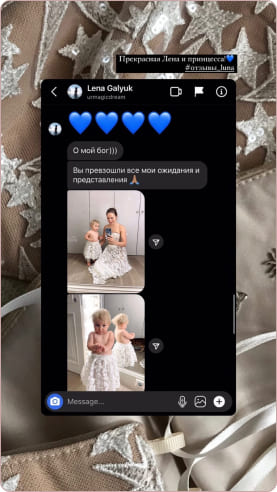 Прекрасная Лена и принцесса💙
#отзывы_luna
Lena Galyuk
urmagicdream
💙💙💙💙
О мой бог)))
Вы превзошли все мои ожидания и
представления 🙏🏽
Message...